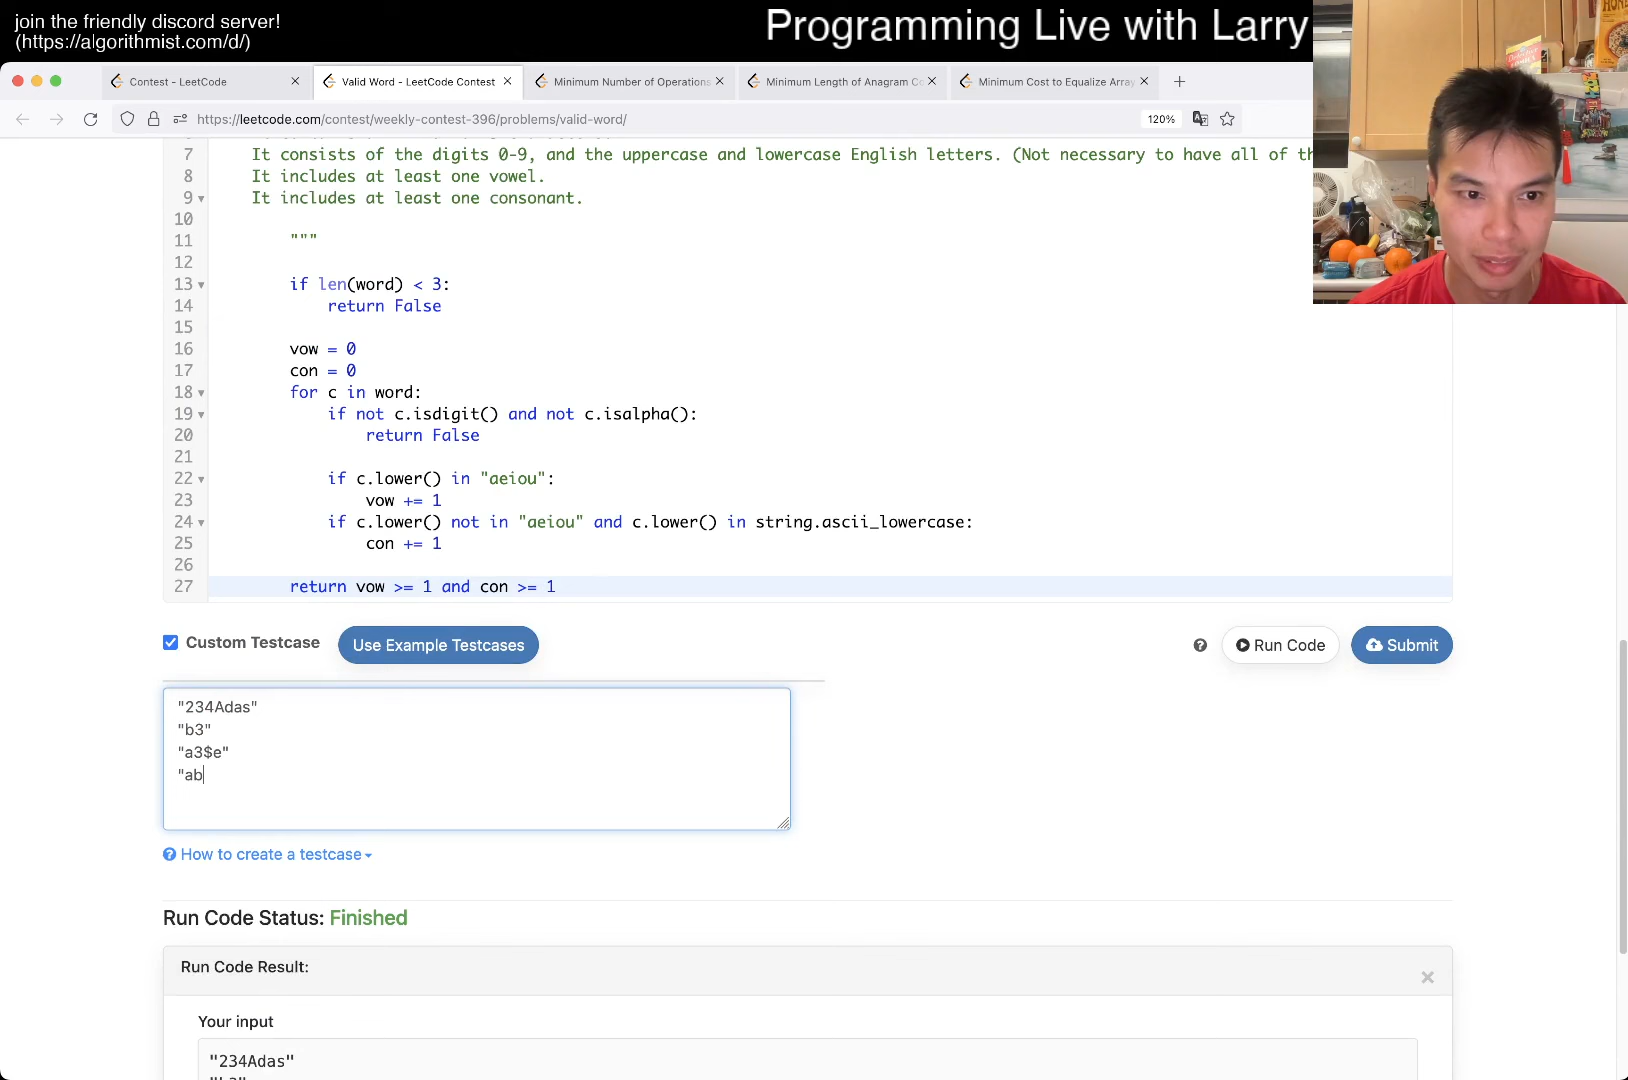 join the friendly discord server!
(https://algorithmist.com/d/)
Programming Live with Larry
Contest - LeetCode
Valid Word - LeetCode Contest
Minimum Number of Operations
Minimum Length of Anagram Co
Minimum Cost to Equalize Array
https://leetcode.com/contest/weekly-contest-396/problems/valid-word/
120%
7 It consists of the digits 0-9, and the uppercase and lowercase English letters. (Not necessary to have all of th
8 It includes at least one vowel.
9 It includes at least one consonant.
10
11 """
12
13 if len(word) < 3:
14 return False
15
16 vow = 0
17 con = 0
18 for c in word:
19 if not c.isdigit() and not c.isalpha():
20 return False
21
22 if c.lower() in "aeiou":
23 vow += 1
24 if c.lower() not in "aeiou" and c.lower() in string.ascii_lowercase:
25 con += 1
26
27 return vow >= 1 and con >= 1
Custom Testcase
Use Example Testcases
Run Code
Submit
"234Adas"
"b3"
"a3$e"
"ab
How to create a testcase
Run Code Status: Finished
Run Code Result:
Your input
"234Adas"